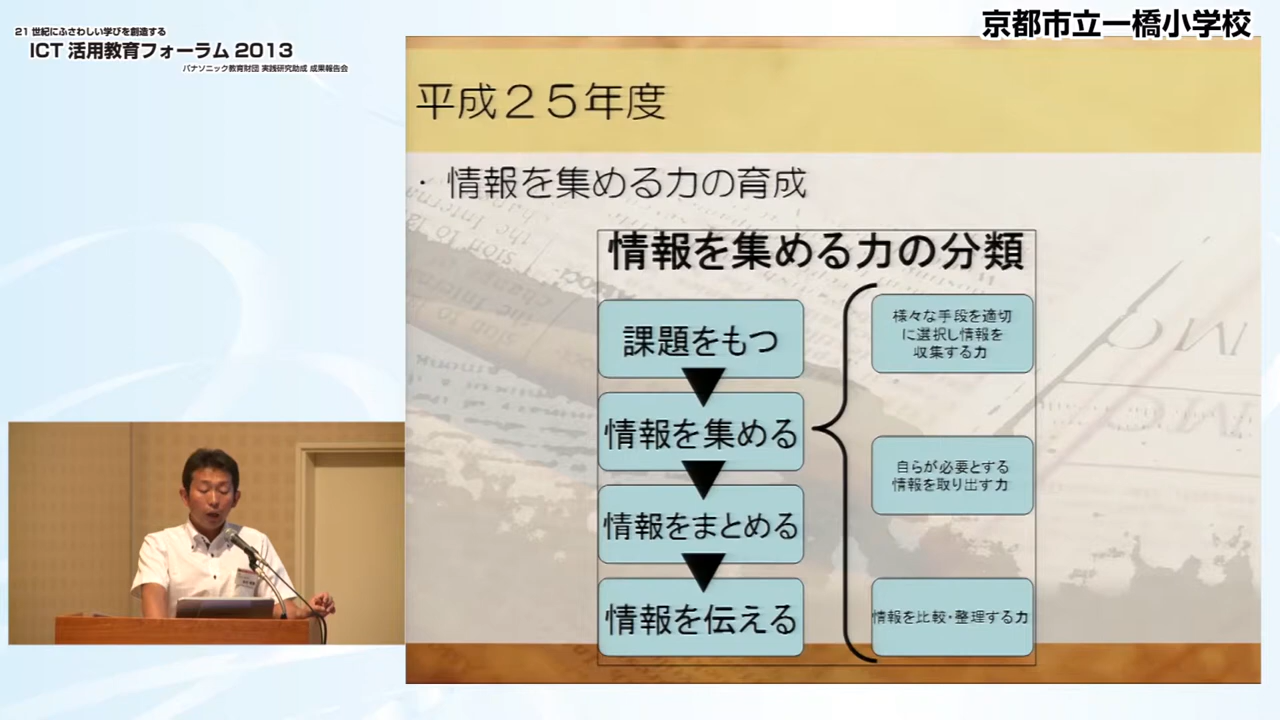 21 世紀にふさわしい学びを創造する
ICT 活用教育フォーラム 2013
パナソニック教育財団 実践研究助成 成果報告会
京都市立一橋小学校
平成２５年度
・ 情報を集める力の育成
情報を集める力の分類
課題をもつ
情報を集める
情報をまとめる
情報を伝える
様々な手段を適切
に選択し情報を
収集する力
自らが必要とする
情報を取り出す力
情報を比較・整理する力